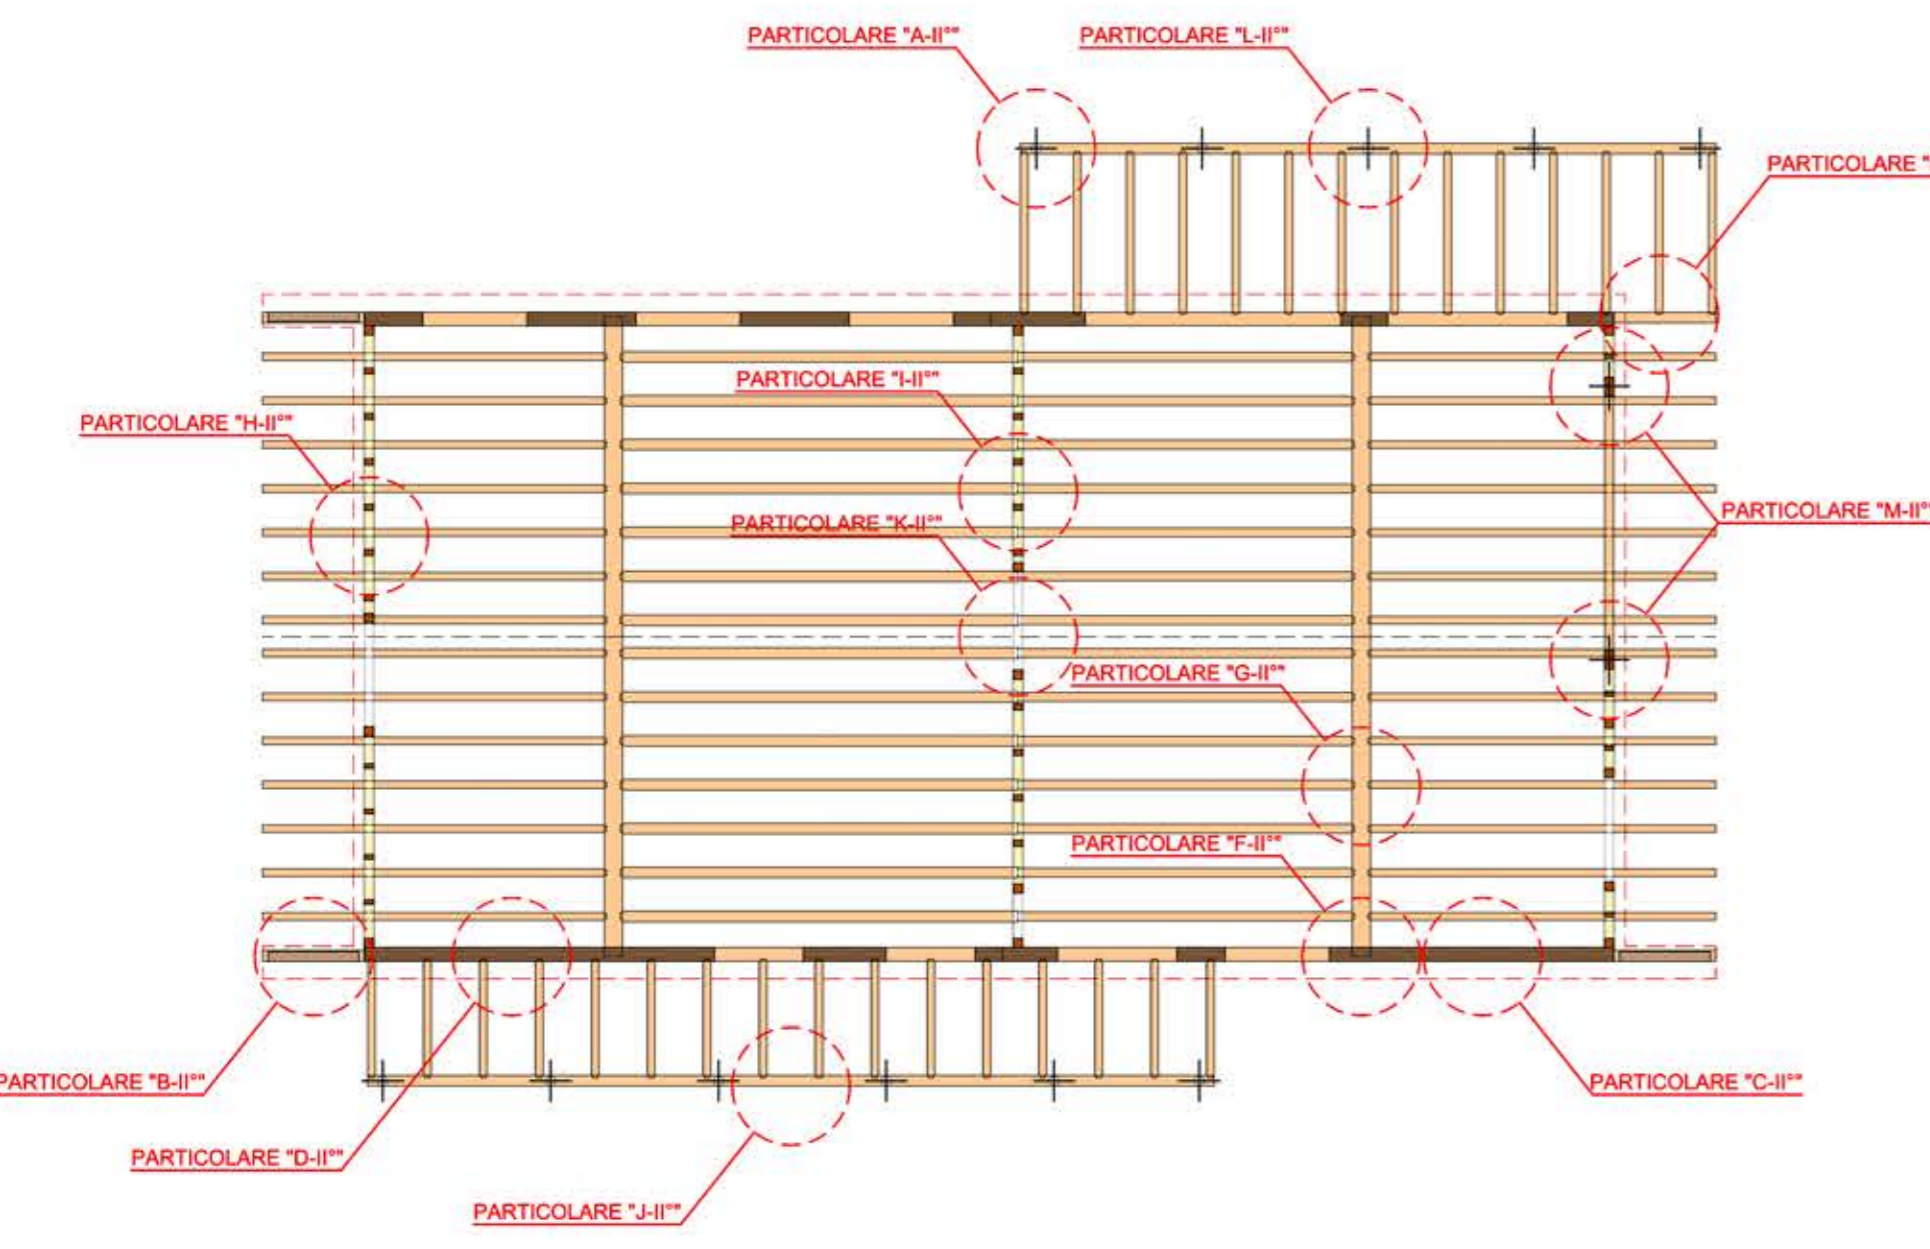 PARTICOLARE "A-II°"
PARTICOLARE "L-II°"
PARTICOLARE "
PARTICOLARE "I-II°"
PARTICOLARE "H-II°"
PARTICOLARE "M-II°
PARTICOLARE "K-II°"
PARTICOLARE "G-II°"
PARTICOLARE "F-II°"
PARTICOLARE "B-II°"
PARTICOLARE "C-II°"
PARTICOLARE "D-II°"
PARTICOLARE "J-II°"